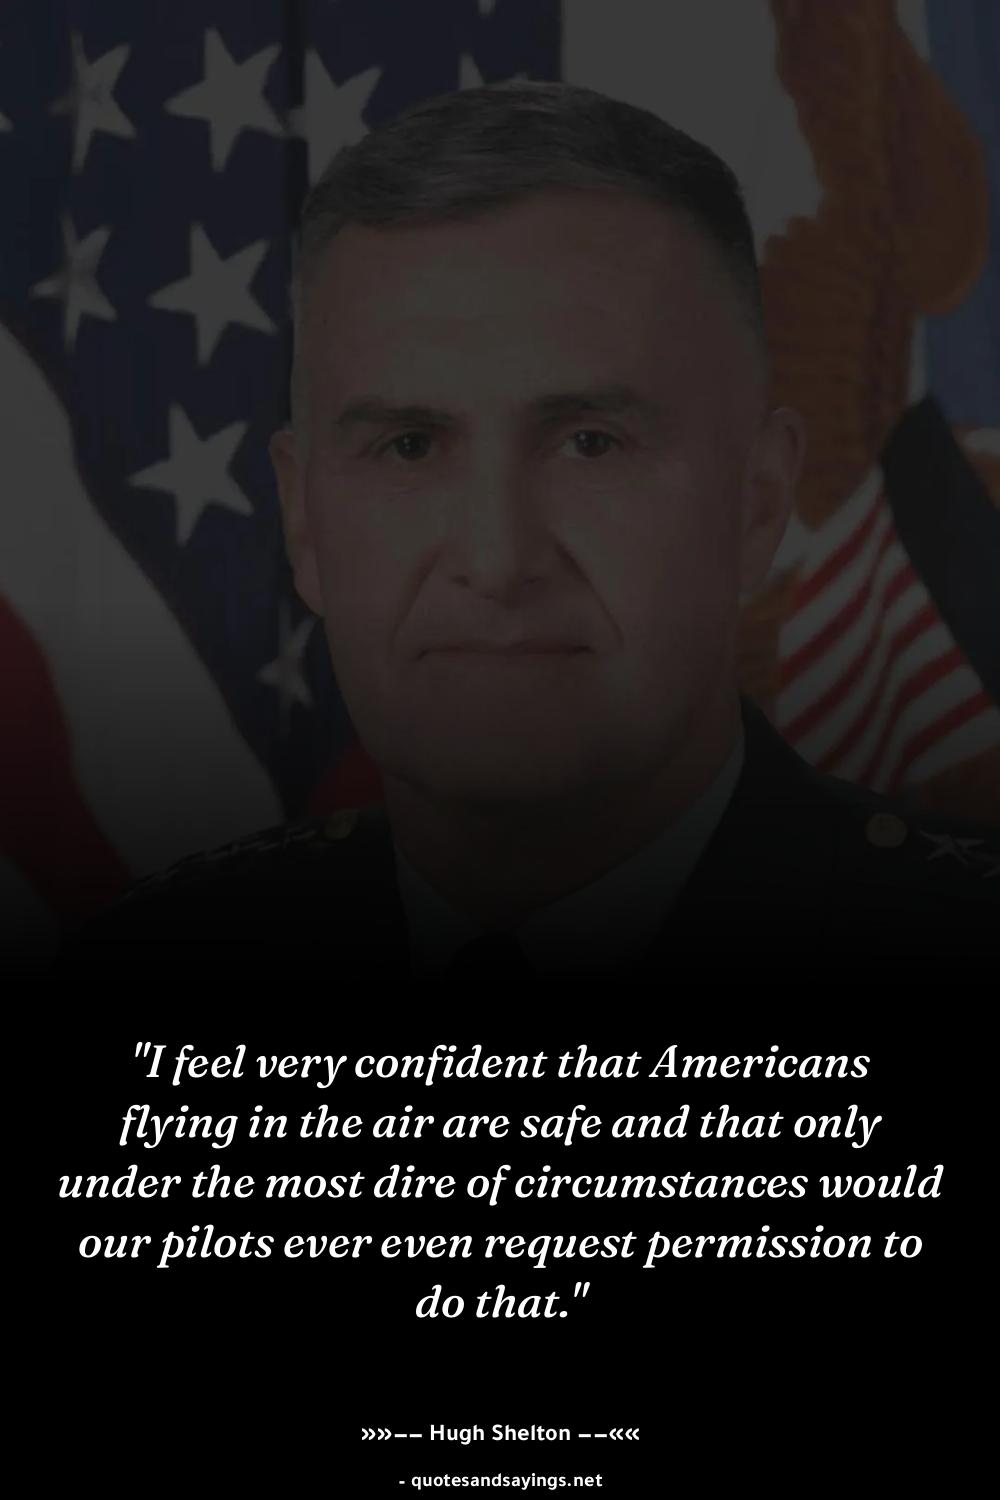 "I feel very confident that Americans
flying in the air are safe and that only
under the most dire of circumstances would
our pilots ever even request permission to
do that."
»»–– Hugh Shelton ––««
- quotesandsayings.net